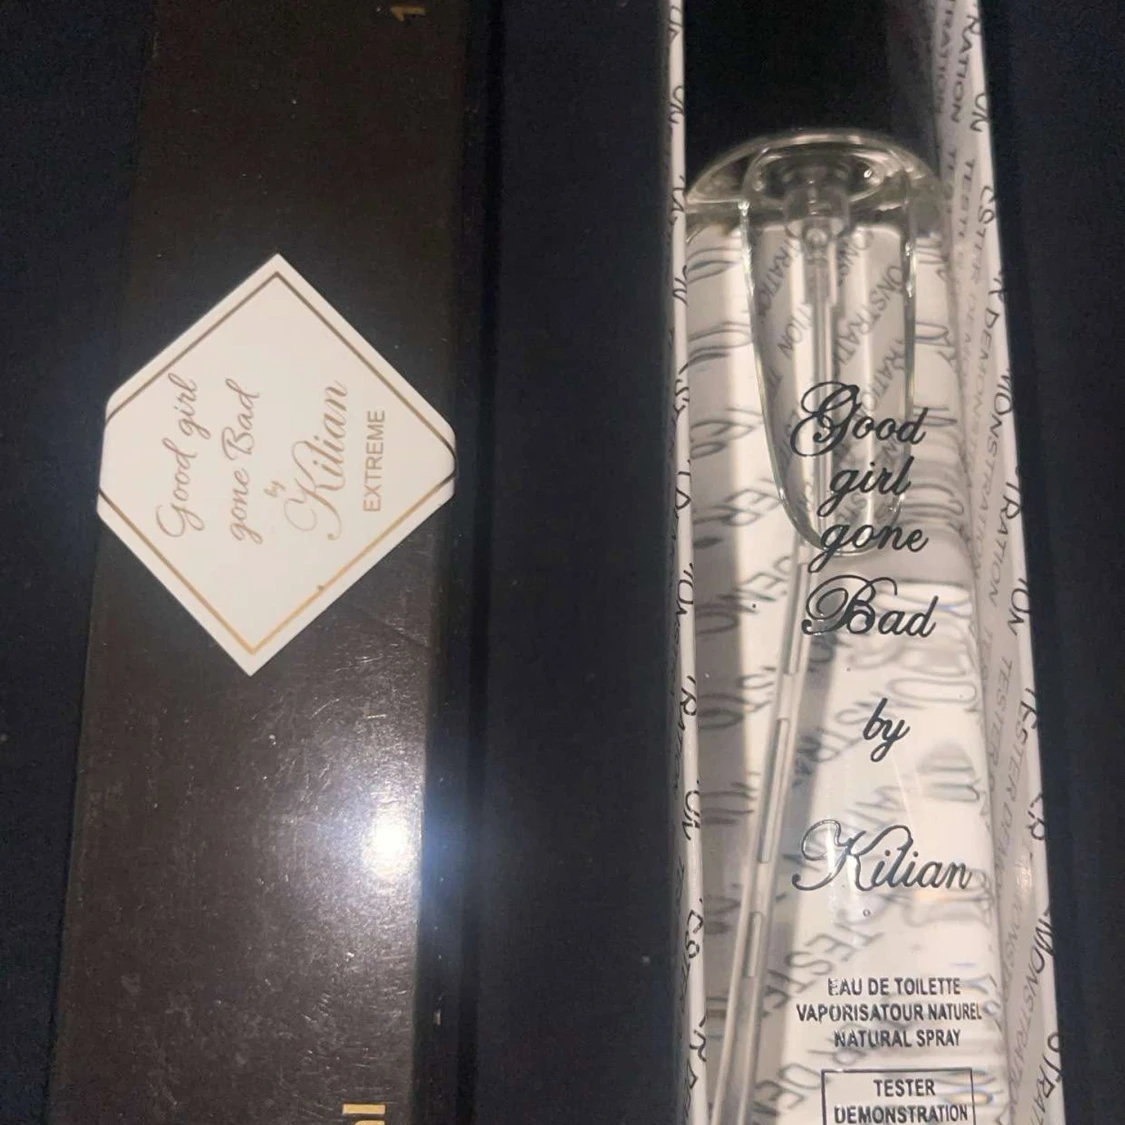 Good girl
gone Bad
by
Kilian
EXTREME
Good
girl
gone
Bad
by
Kilian
EAU DE TOILETTE
VAPORISATOUR NATUREL
NATURAL SPRAY
TESTER
DEMONSTRATION